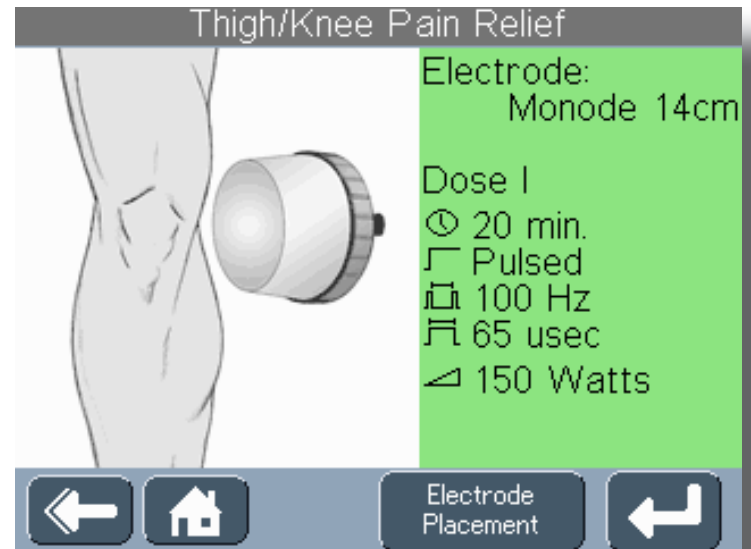 Thigh/Knee Pain Relief
Electrode:
Monode 14cm
Dose I
20 min.
Pulsed
100 Hz
65 usec
150 Watts
Electrode
Placement